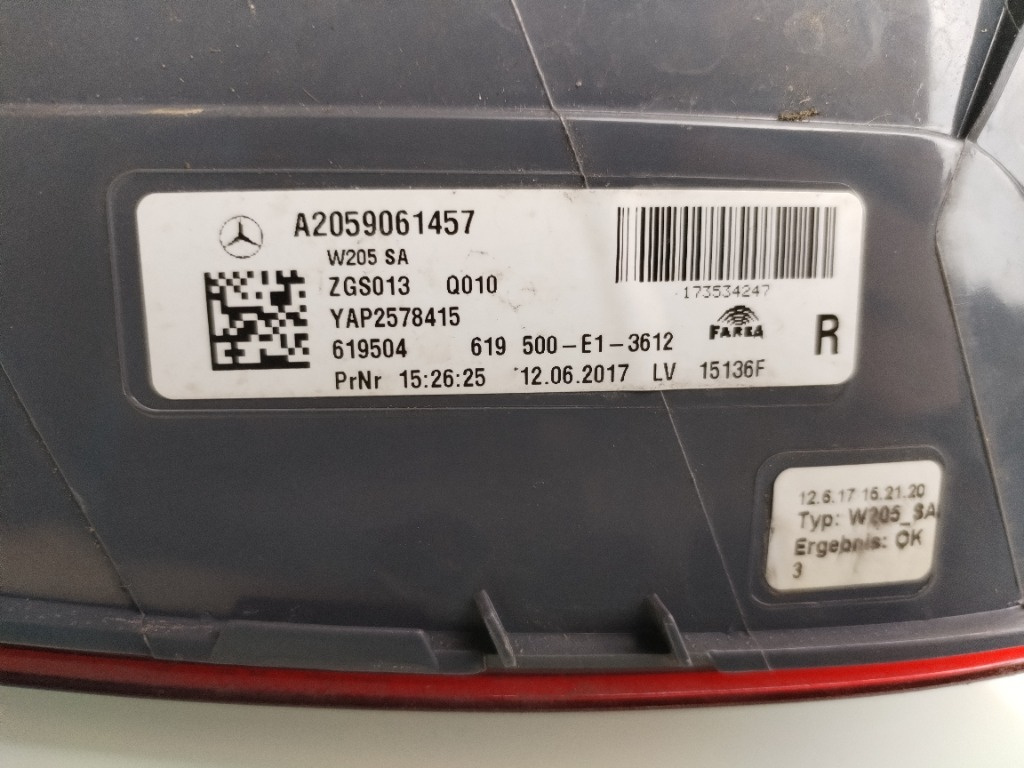 A2059061457
W205 SA
ZGS013 Q010
YAP2578415
619504 619 500-E1-3612
PrNr 15:26:25 12.06.2017 LV 15136F
173534247
FARBA
R
12.6.17 15.21.20
Typ: W205_SA
Ergebnis: OK
3